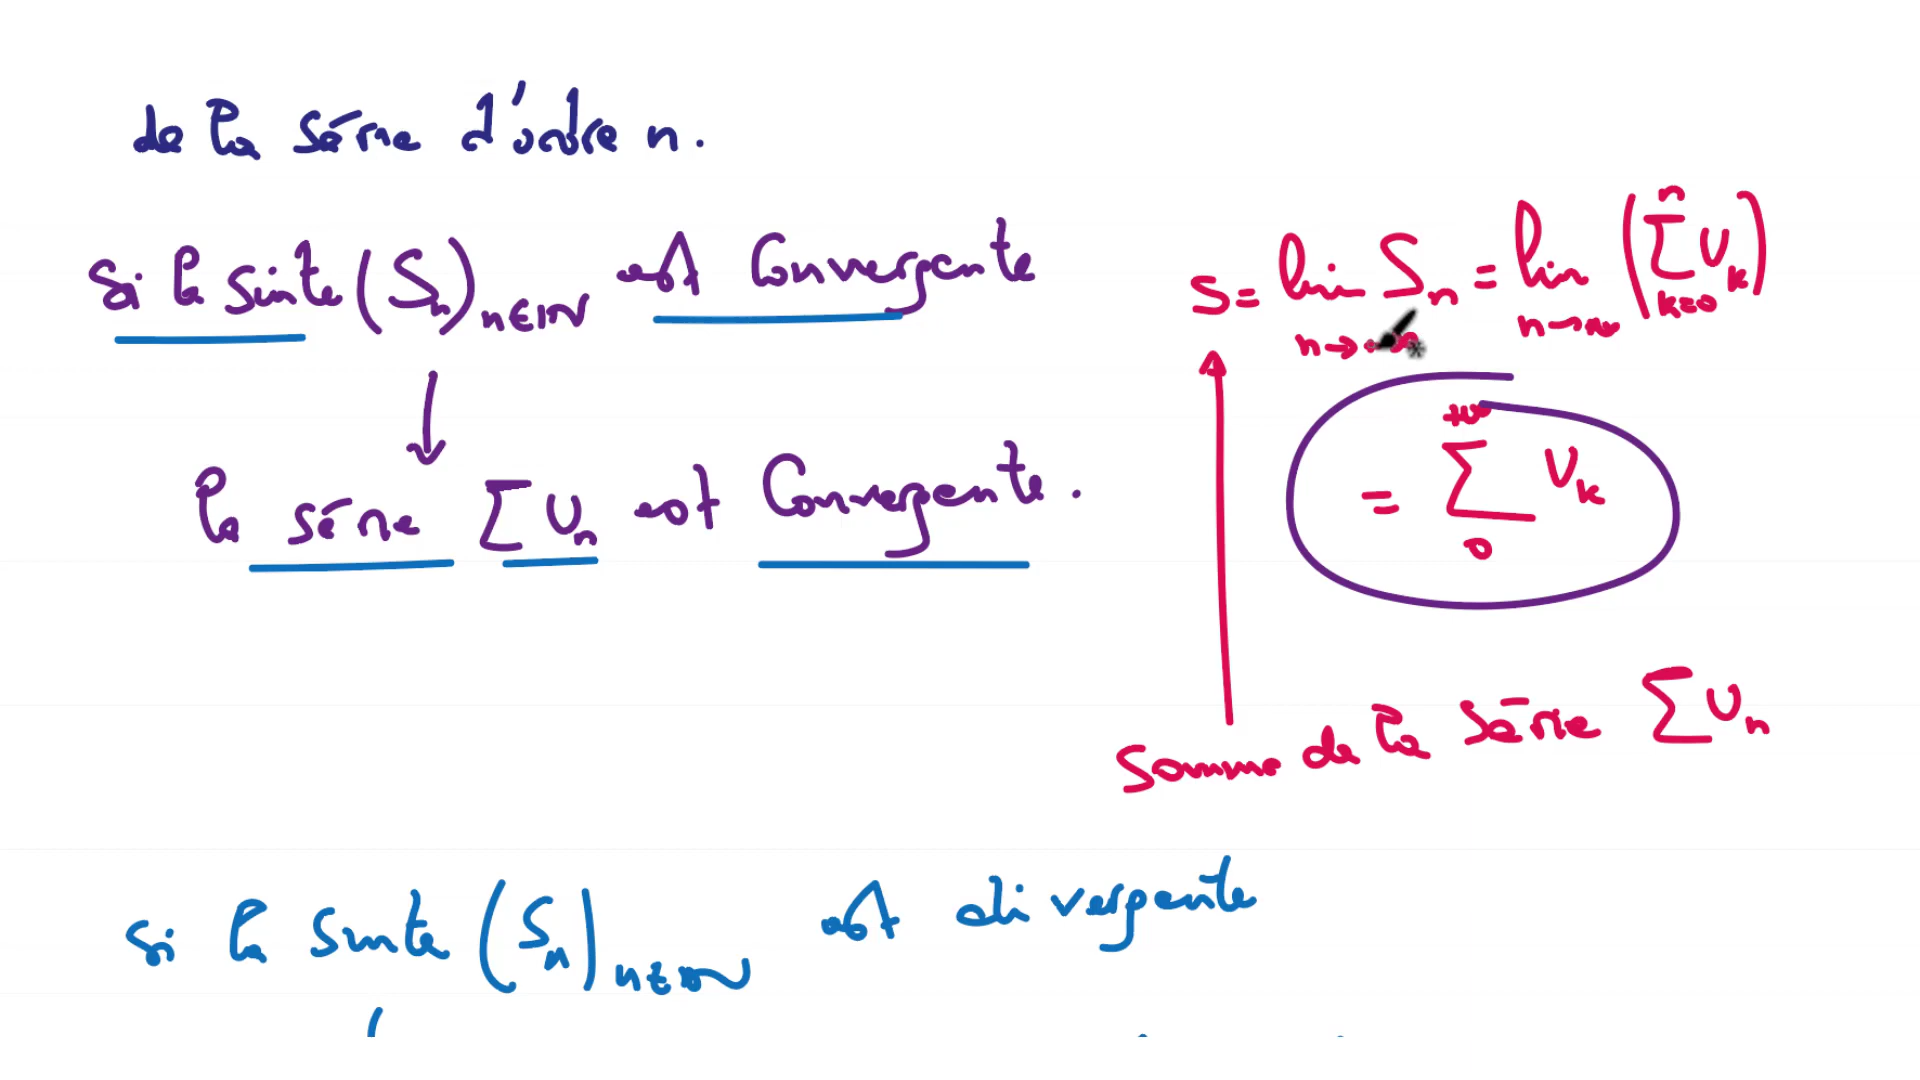 de la série d'ordre n.
si la suite (Sₙ)ₙ∈ℕ est Convergente
↓
la série ∑ Uₙ est Convergente.
S = lim Sₙ = lim (∑ Uₖ)
n→+∞ n→+∞ k=0 n
= ∑ Uₖ
+∞
0
Somme de la série ∑ Uₙ
si la suite (Sₙ)ₙ∈ℕ est divergente